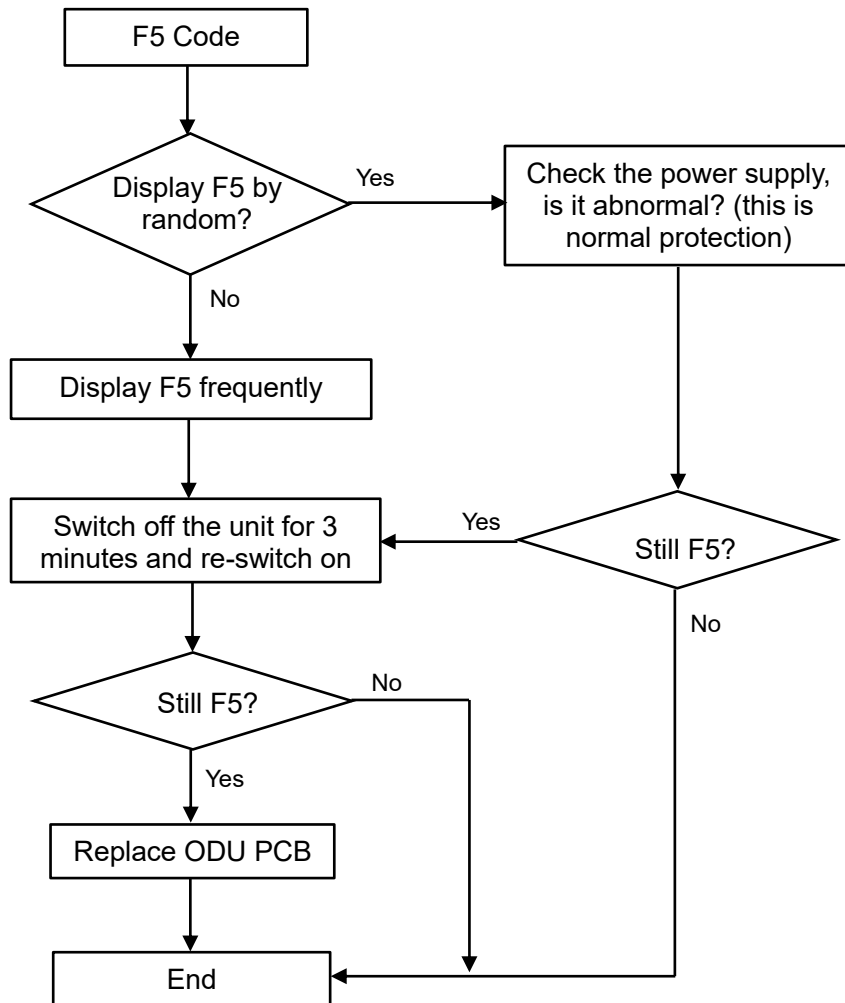 F5 Code
Display F5 by
random?
Yes
Check the power supply,
is it abnormal? (this is
normal protection)
No
Display F5 frequently
Switch off the unit for 3
minutes and re-switch on
Yes
Still F5?
No
Still F5?
No
Yes
Replace ODU PCB
End